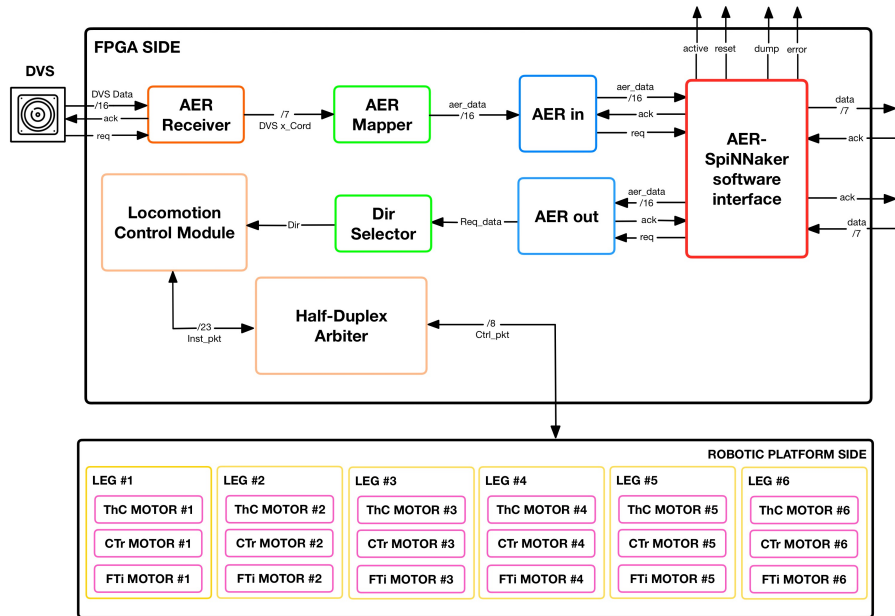 active
reset
dump
error
FPGA SIDE
DVS
DVS Data
/16
ack
req
AER
Receiver
/7
DVS x_Cord
AER
Mapper
aer_data
/16
AER in
aer_data
/16
ack
req
AER-
SpiNNaker
software
interface
data
/7
ack
ack
data
/7
Locomotion
Control Module
Dir
Dir
Selector
Req_data
AER out
aer_data
/16
ack
req
/23
Inst_pkt
Half-Duplex
Arbiter
/8
Ctrl_pkt
ROBOTIC PLATFORM SIDE
LEG #1
ThC MOTOR #1
CTr MOTOR #1
FTi MOTOR #1
LEG #2
ThC MOTOR #2
CTr MOTOR #2
FTi MOTOR #2
LEG #3
ThC MOTOR #3
CTr MOTOR #3
FTi MOTOR #3
LEG #4
ThC MOTOR #4
CTr MOTOR #4
FTi MOTOR #4
LEG #5
ThC MOTOR #5
CTr MOTOR #5
FTi MOTOR #5
LEG #6
ThC MOTOR #6
CTr MOTOR #6
FTi MOTOR #6